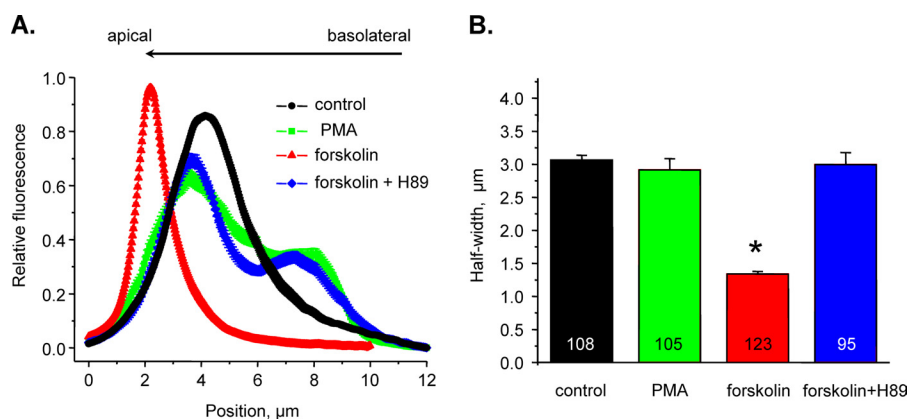 A.
apical basolateral
Relative fluorescence
1.0
0.8
0.6
0.4
0.2
0.0
control
PMA
forskolin
forskolin + H89
0 2 4 6 8 10 12
Position, μm
B.
Half-width, μm
4.0
3.5
3.0
2.5
2.0
1.5
1.0
0.5
0.0
*
108 105 123 95
control PMA forskolin forskolin+H89